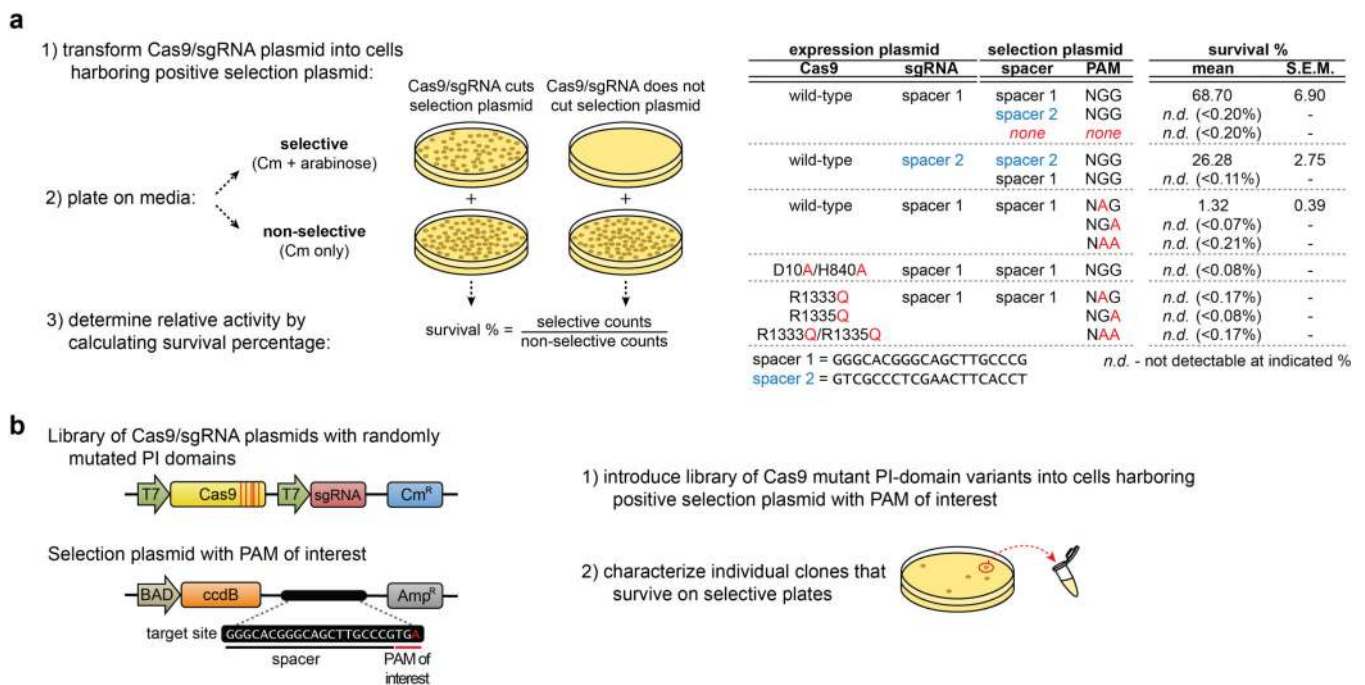 a
1) transform Cas9/sgRNA plasmid into cells
harboring positive selection plasmid:
Cas9/sgRNA cuts
selection plasmid
Cas9/sgRNA does not
cut selection plasmid
selective
(Cm + arabinose)
2) plate on media:
+ +
non-selective
(Cm only)
3) determine relative activity by
calculating survival percentage:
survival % = selective counts
non-selective counts
expression plasmid selection plasmid survival %
Cas9 sgRNA spacer PAM mean S.E.M.
wild-type spacer 1 spacer 1 NGG 68.70 6.90
spacer 2 NGG n.d. (<0.20%) -
none none n.d. (<0.20%) -
wild-type spacer 2 spacer 2 NGG 26.28 2.75
spacer 1 NGG n.d. (<0.11%) -
wild-type spacer 1 spacer 1 NAG 1.32 0.39
NGA n.d. (<0.07%) -
NAA n.d. (<0.21%) -
D10A/H840A spacer 1 spacer 1 NGG n.d. (<0.08%) -
R1333Q spacer 1 spacer 1 NAG n.d. (<0.17%) -
R1335Q NGA n.d. (<0.08%) -
R1333Q/R1335Q NAA n.d. (<0.17%) -
spacer 1 = GGGCACGGGCAGCTTGCCCG
n.d. - not detectable at indicated %
spacer 2 = GTCGCCCTCGAACTTCACCT
b
Library of Cas9/sgRNA plasmids with randomly
mutated PI domains
T7 Cas9 T7 sgRNA CmR
Selection plasmid with PAM of interest
BAD ccdB AmpR
target site GGGCACGGGCAGCTTGCCCGTGA
spacer PAM of
interest
1) introduce library of Cas9 mutant PI-domain variants into cells harboring
positive selection plasmid with PAM of interest
2) characterize individual clones that
survive on selective plates